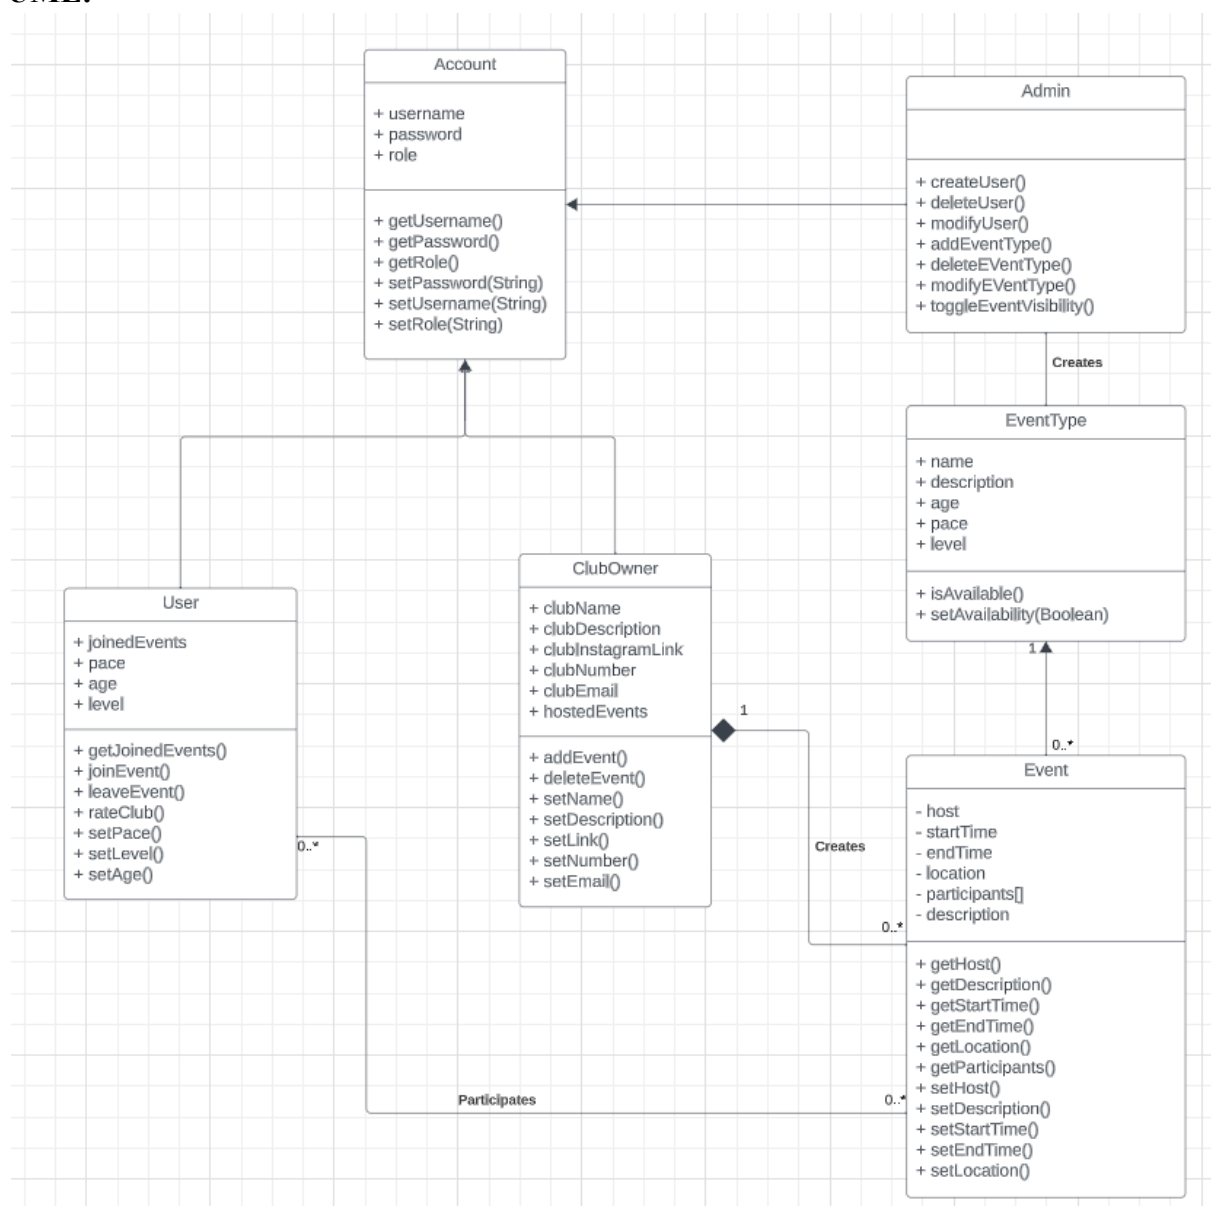 UML:
Account
+ username
+ password
+ role
+ getUsername()
+ getPassword()
+ getRole()
+ setPassword(String)
+ setUsername(String)
+ setRole(String)
Admin
+ createUser()
+ deleteUser()
+ modifyUser()
+ addEventType()
+ deleteEVentType()
+ modifyEVentType()
+ toggleEventVisibility()
Creates
EventType
+ name
+ description
+ age
+ pace
+ level
+ isAvailable()
+ setAvailability(Boolean)
1
0..*
User
+ joinedEvents
+ pace
+ age
+ level
+ getJoinedEvents()
+ joinEvent()
+ leaveEvent()
+ rateClub()
+ setPace()
+ setLevel()
+ setAge()
0..*
ClubOwner
+ clubName
+ clubDescription
+ clubInstagramLink
+ clubNumber
+ clubEmail
+ hostedEvents
+ addEvent()
+ deleteEvent()
+ setName()
+ setDescription()
+ setLink()
+ setNumber()
+ setEmail()
1
Creates
0..*
Event
- host
- startTime
- endTime
- location
- participants[]
- description
+ getHost()
+ getDescription()
+ getStartTime()
+ getEndTime()
+ getLocation()
+ getParticipants()
+ setHost()
+ setDescription()
+ setStartTime()
+ setEndTime()
+ setLocation()
Participates
0..*